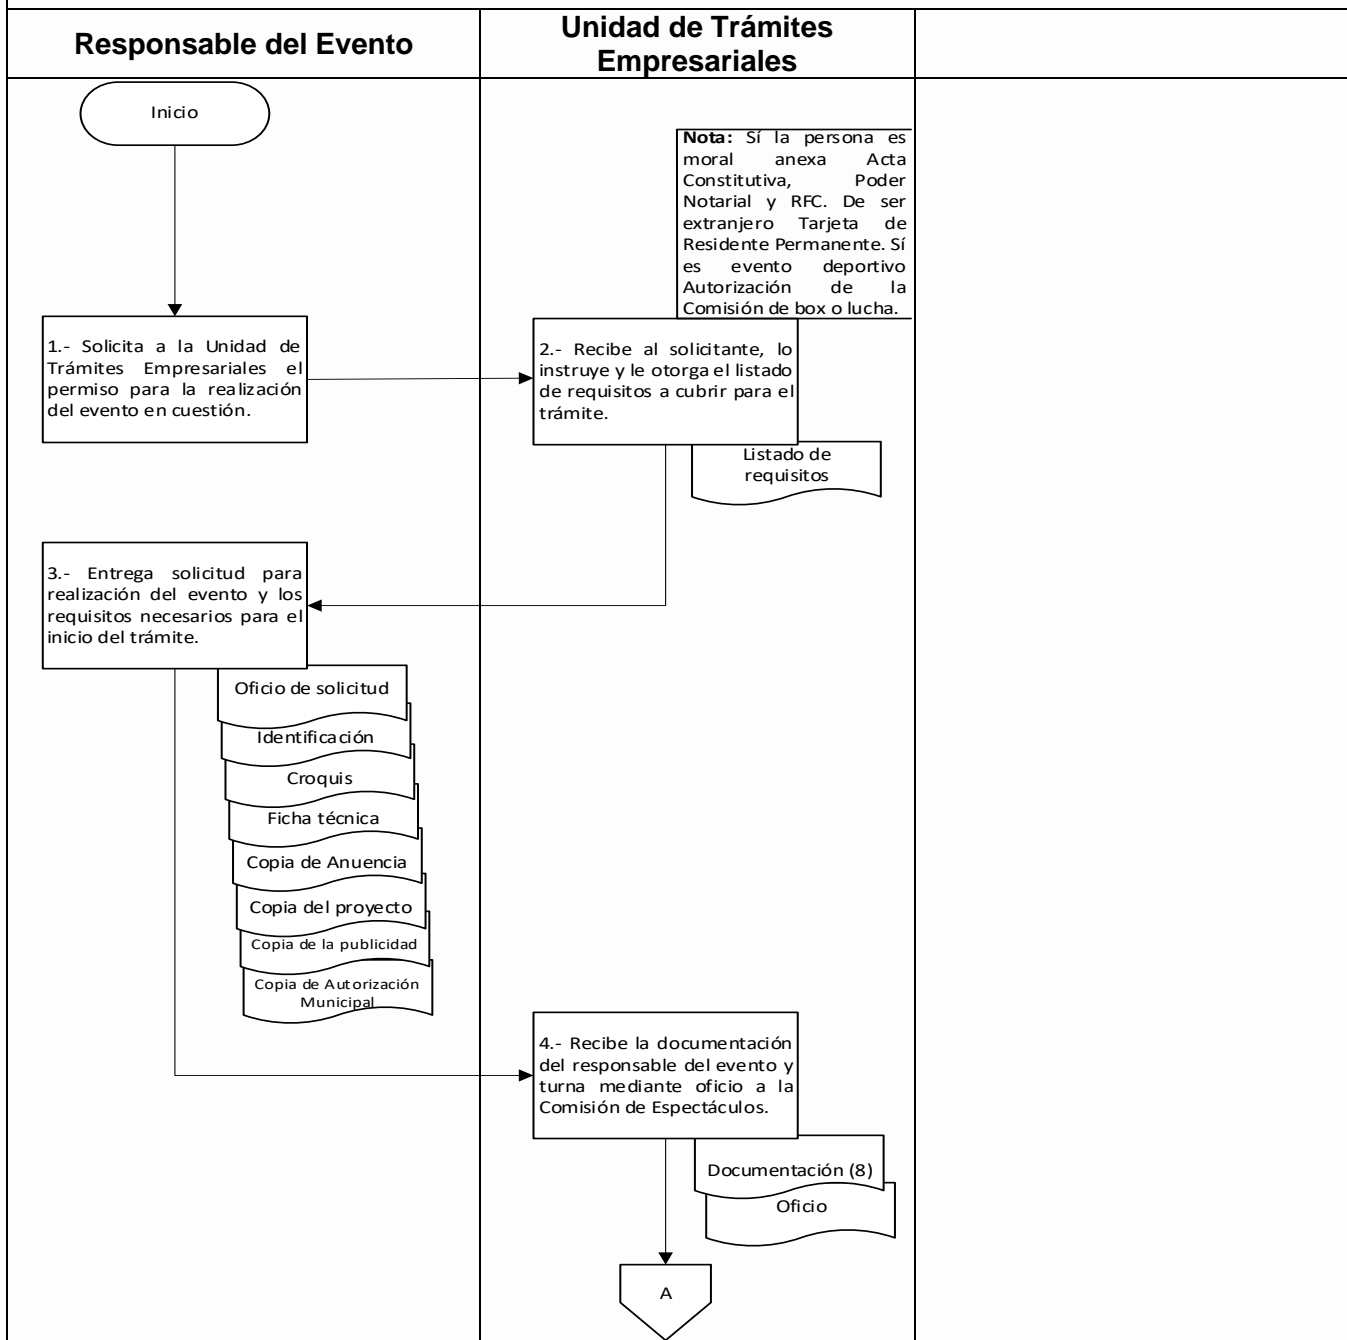 Responsable del Evento
Unidad de Trámites
Empresariales
Inicio
Nota: Sí la persona es
moral anexa Acta
Constitutiva, Poder
Notarial y RFC. De ser
extranjero Tarjeta de
Residente Permanente. Sí
es evento deportivo
Autorización de la
Comisión de box o lucha.
1.- Solicita a la Unidad de
Trámites Empresariales el
permiso para la realización
del evento en cuestión.
2.- Recibe al solicitante, lo
instruye y le otorga el listado
de requisitos a cubrir para el
trámite.
Listado de
requisitos
3.- Entrega solicitud para
realización del evento y los
requisitos necesarios para el
inicio del trámite.
Oficio de solicitud
Identificación
Croquis
Ficha técnica
Copia de Anuencia
Copia del proyecto
Copia de la publicidad
Copia de Autorización
Municipal
4.- Recibe la documentación
del responsable del evento y
turna mediante oficio a la
Comisión de Espectáculos.
Documentación (8)
Oficio
A